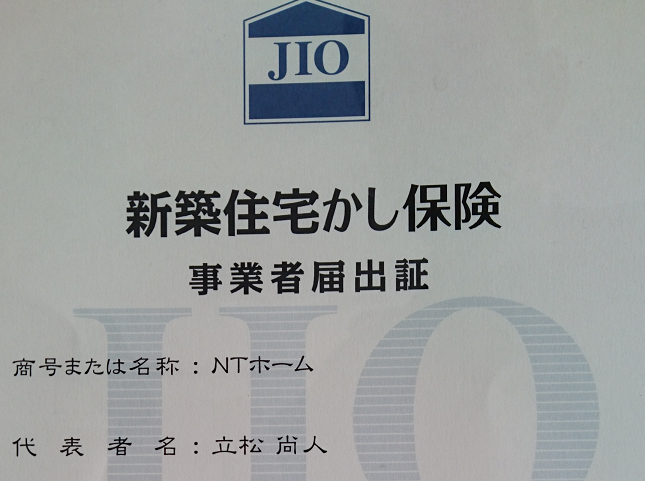 JIO
新築住宅かし保険
事業者届出証
JIO
商号または名称：NTホーム
代表者名：立松 尚人